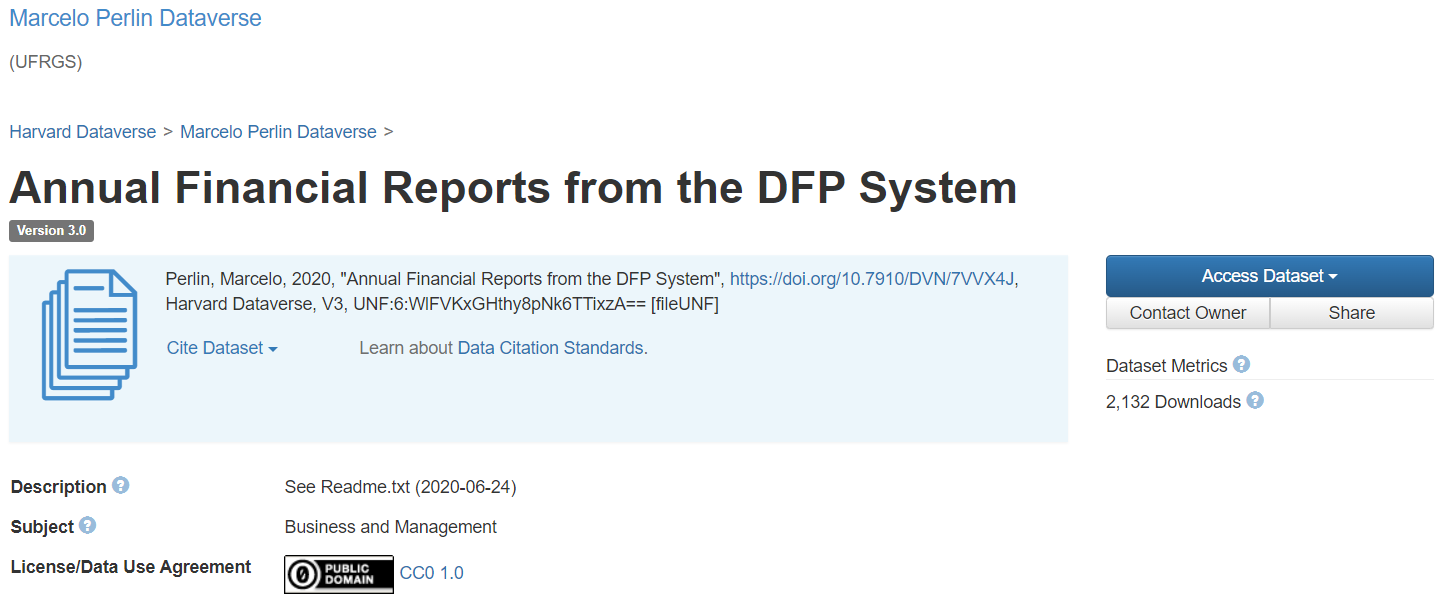 Marcelo Perlin Dataverse
(UFRGS)
Harvard Dataverse > Marcelo Perlin Dataverse >
Annual Financial Reports from the DFP System
Version 3.0
Perlin, Marcelo, 2020, "Annual Financial Reports from the DFP System", https://doi.org/10.7910/DVN/7VVX4J,
Harvard Dataverse, V3, UNF:6:WlFVKxGHthy8pNk6TTixzA== [fileUNF]
Cite Dataset
Learn about Data Citation Standards.
Access Dataset
Contact Owner
Share
Dataset Metrics ?
2,132 Downloads ?
Description ? See Readme.txt (2020-06-24)
Subject ? Business and Management
License/Data Use Agreement
0 PUBLIC
DOMAIN
CC0 1.0